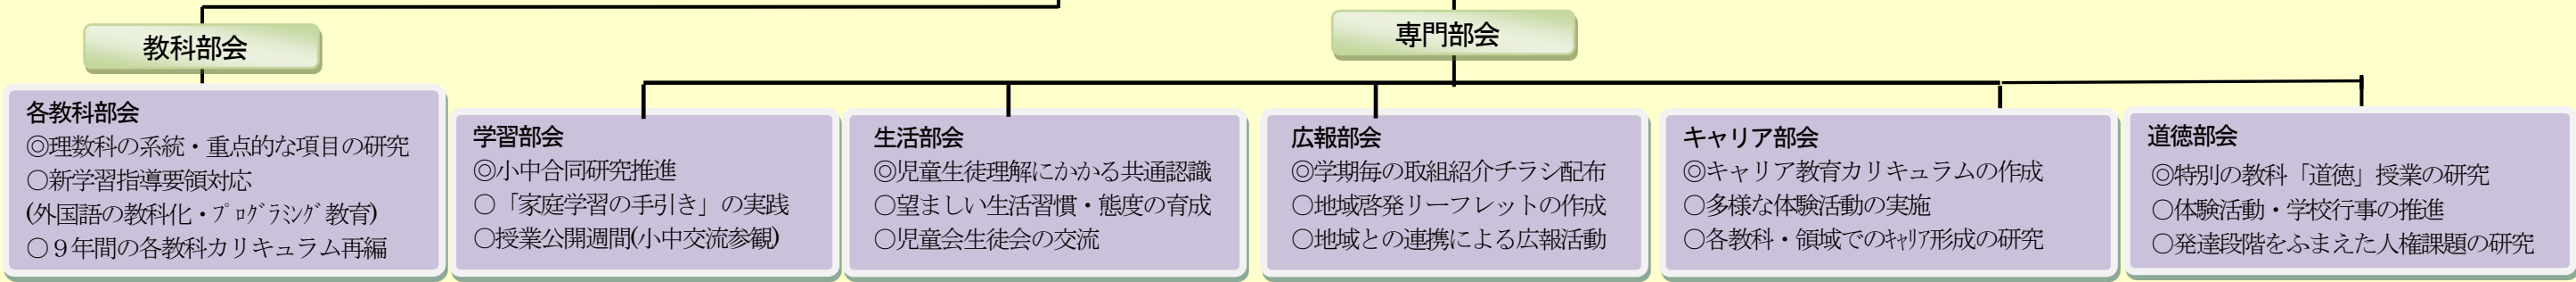 教科部会
専門部会
各教科部会
◎理数科の系統・重点的な項目の研究
○新学習指導要領対応
(外国語の教科化・ﾌﾟﾛｸﾞﾗﾐﾝｸﾞ教育)
○９年間の各教科カリキュラム再編
学習部会
◎小中合同研究推進
○「家庭学習の手引き」の実践
○授業公開週間(小中交流参観)
生活部会
◎児童生徒理解にかかる共通認識
○望ましい生活習慣・態度の育成
○児童会生徒会の交流
広報部会
◎学期毎の取組紹介チラシ配布
○地域啓発リーフレットの作成
○地域との連携による広報活動
キャリア部会
◎キャリア教育カリキュラムの作成
○多様な体験活動の実施
○各教科・領域でのｷｬﾘｱ形成の研究
道徳部会
◎特別の教科「道徳」授業の研究
○体験活動・学校行事の推進
○発達段階をふまえた人権課題の研究